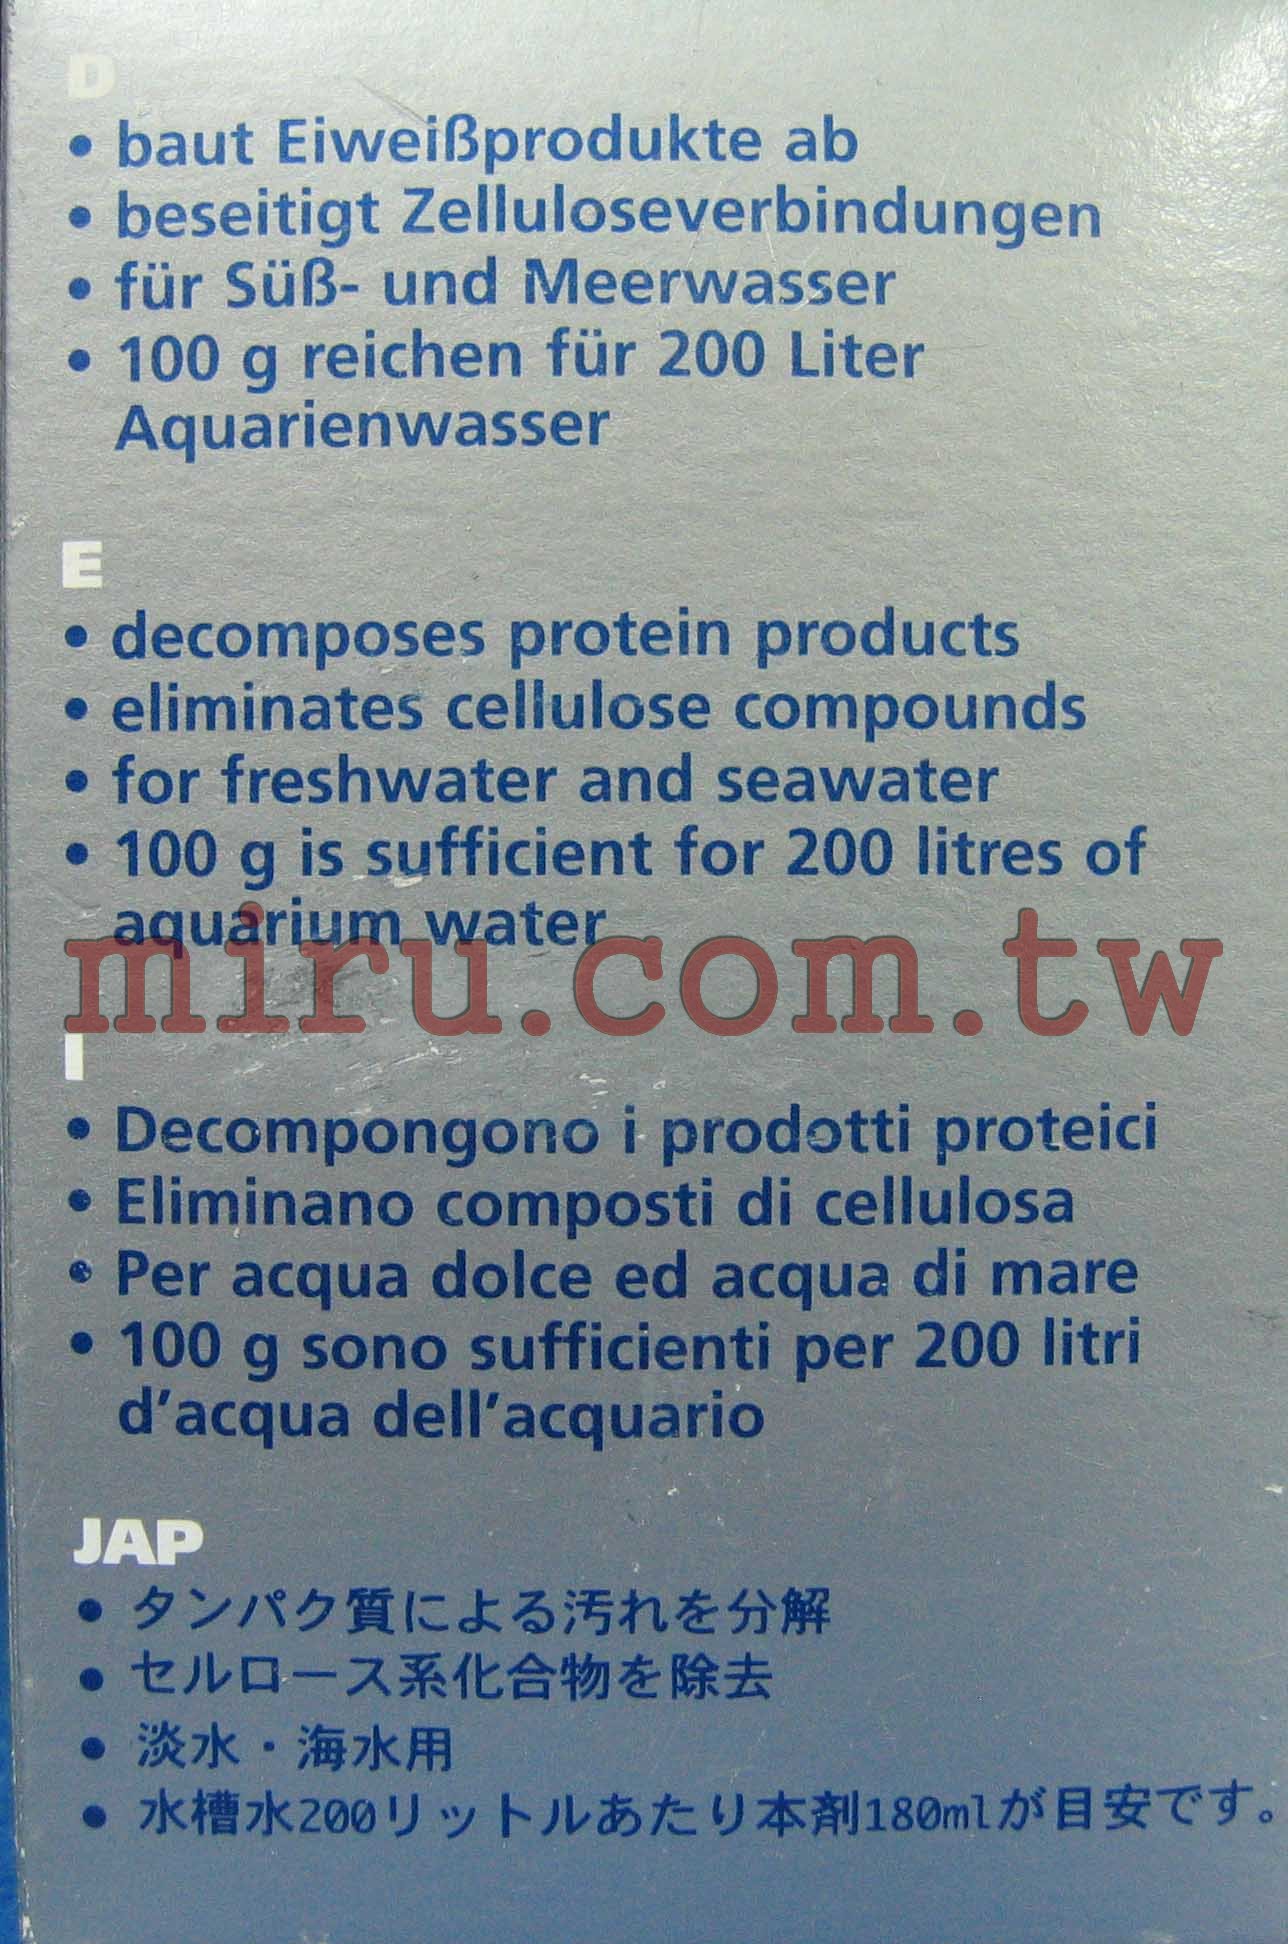 D
• baut Eiweißprodukte ab
• beseitigt Zelluloseverbindungen
• für Süß- und Meerwasser
• 100 g reichen für 200 Liter
Aquarienwasser
E
• decomposes protein products
• eliminates cellulose compounds
• for freshwater and seawater
• 100 g is sufficient for 200 litres of
aquarium water
miru.com.tw
I
• Decompongono i prodotti proteici
• Eliminano composti di cellulosa
• Per acqua dolce ed acqua di mare
• 100 g sono sufficienti per 200 litri
d'acqua dell'acquario
JAP
• タンパク質による汚れを分解
• セルロース系化合物を除去
• 淡水・海水用
• 水槽水200リットルあたり本剤180mlが目安です。